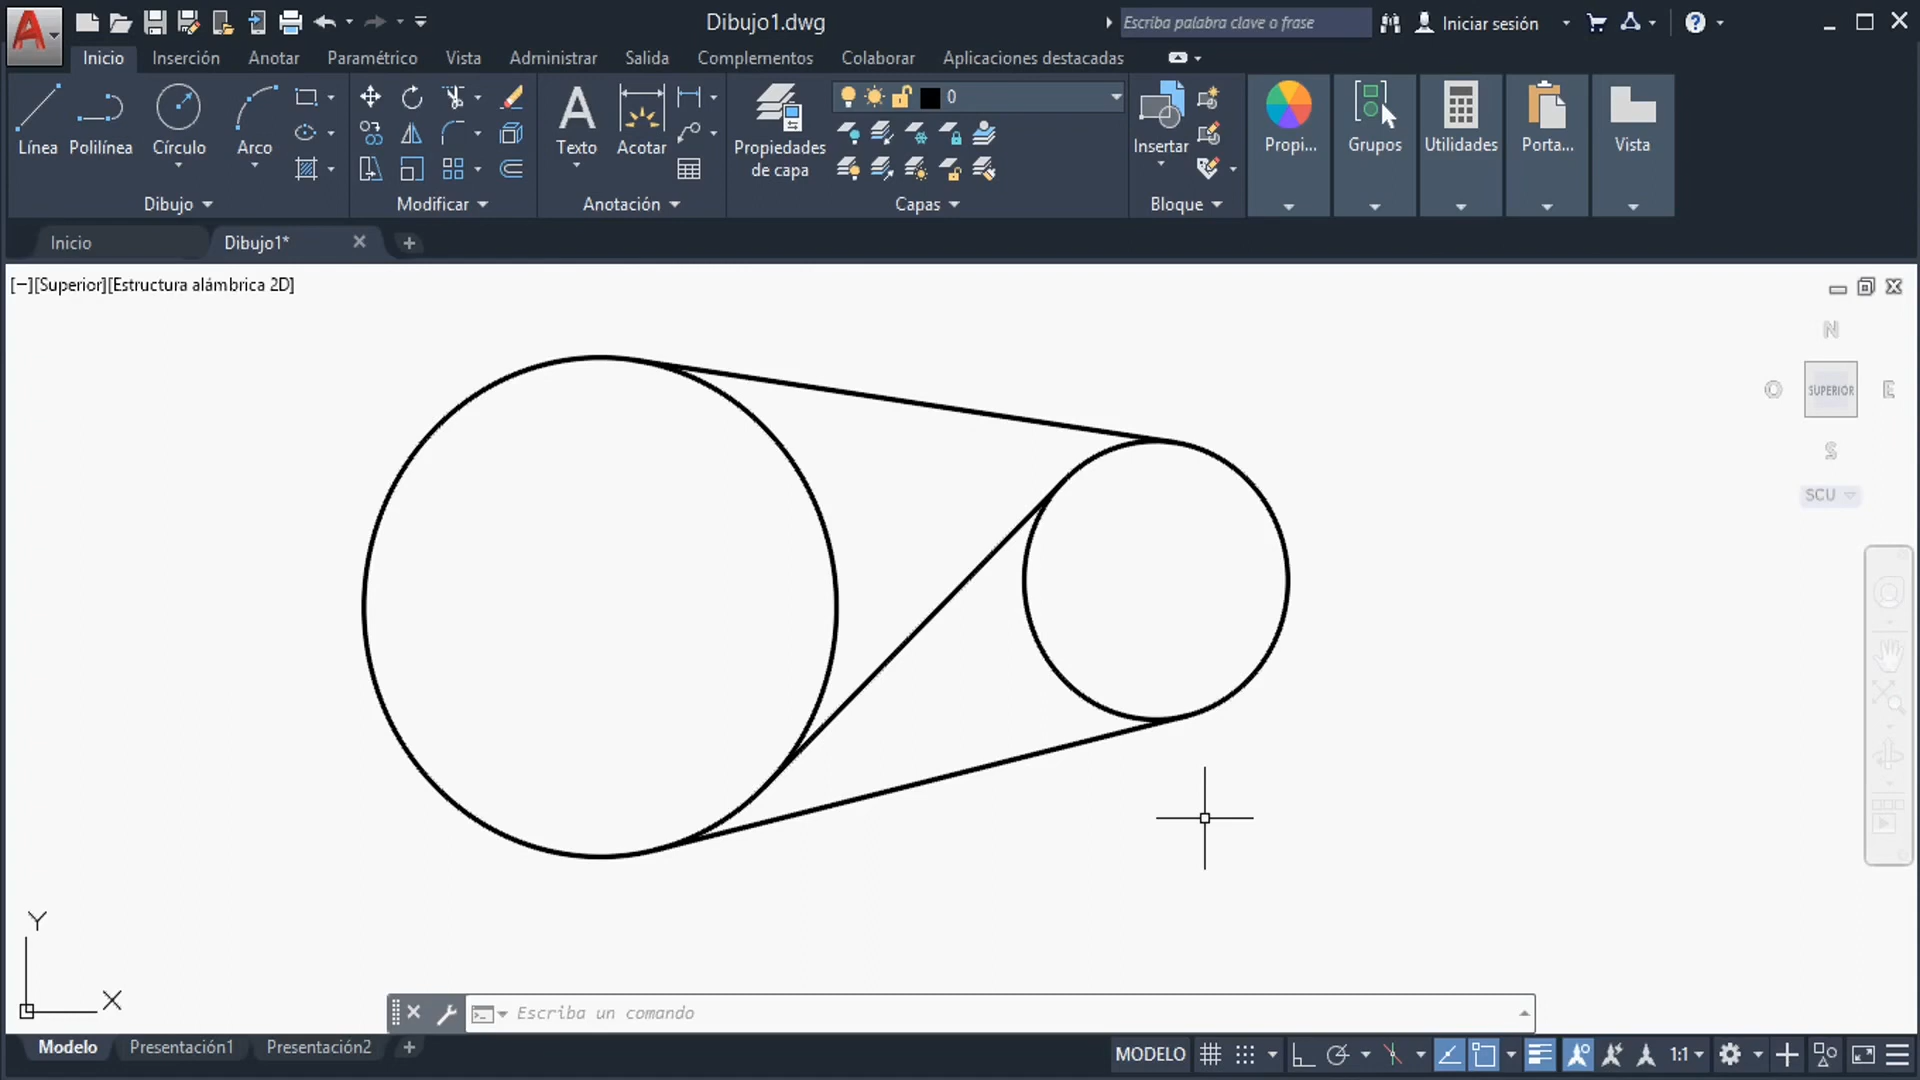 Dibujo1.dwg
Escriba palabra clave o frase
Iniciar sesión
Inicio Inserción Anotar Paramétrico Vista Administrar Salida Complementos Colaborar Aplicaciones destacadas
Línea Polilínea Círculo Arco
Texto Acotar
Propiedades de capa
0
Insertar
Propi... Grupos Utilidades Porta... Vista
Dibujo Modificar Anotación Capas Bloque
Inicio Dibujo1*
[−][Superior][Estructura alámbrica 2D]
N
O SUPERIOR E
S
SCU
Y
X
Escriba un comando
Modelo Presentación1 Presentación2
MODELO
1:1